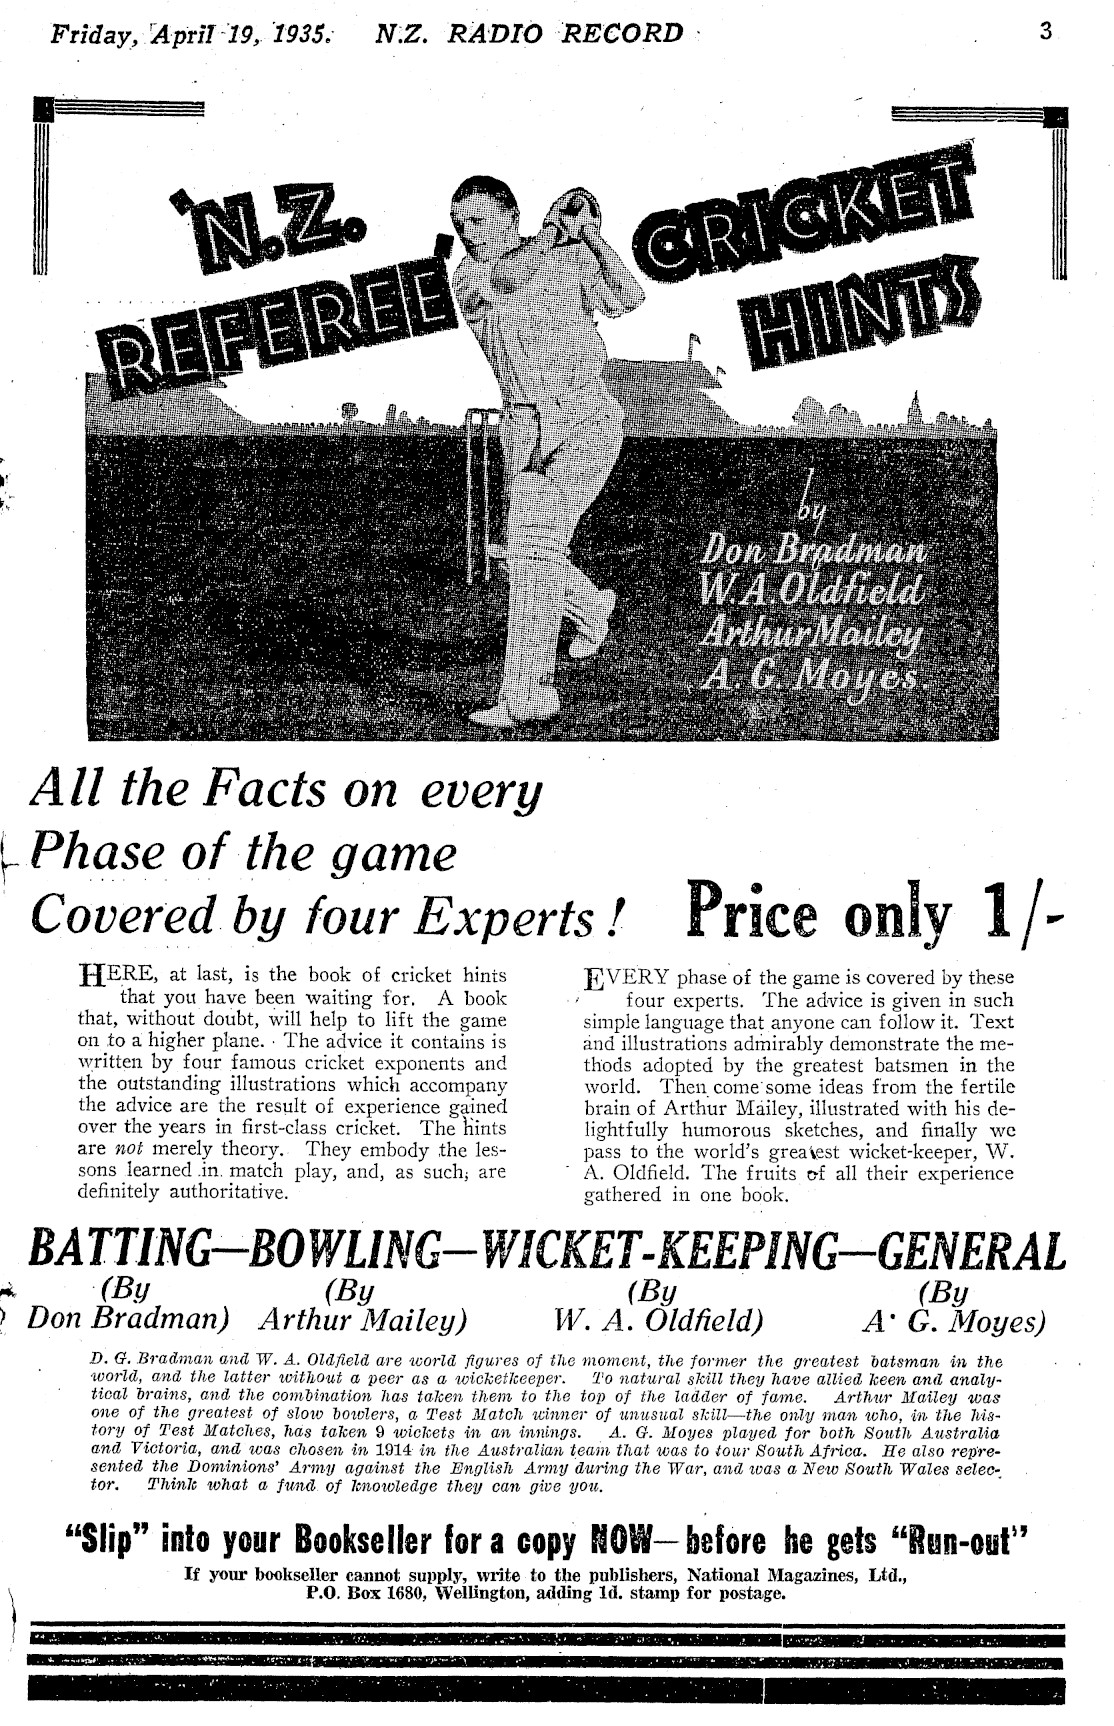 Friday, April 19, 1935. N.Z. RADIO RECORD 3
'N.Z.
REFEREE'
CRICKET
HINTS
by
Don Bradman
W.A. Oldfield
Arthur Mailey
A. G. Moyes.
All the Facts on every
Phase of the game
Covered by four Experts !
Price only 1/-
HERE, at last, is the book of cricket hints
that you have been waiting for. A book
that, without doubt, will help to lift the game
on to a higher plane. The advice it contains is
written by four famous cricket exponents and
the outstanding illustrations which accompany
the advice are the result of experience gained
over the years in first-class cricket. The hints
are not merely theory. They embody the les-
sons learned in match play, and, as such, are
definitely authoritative.
EVERY phase of the game is covered by these
four experts. The advice is given in such
simple language that anyone can follow it. Text
and illustrations admirably demonstrate the me-
thods adopted by the greatest batsmen in the
world. Then come some ideas from the fertile
brain of Arthur Mailey, illustrated with his de-
lightfully humorous sketches, and finally we
pass to the world's greatest wicket-keeper, W.
A. Oldfield. The fruits of all their experience
gathered in one book.
BATTING—BOWLING—WICKET-KEEPING—GENERAL
(By (By (By (By
Don Bradman) Arthur Mailey) W. A. Oldfield) A. G. Moyes)
D. G. Bradman and W. A. Oldfield are world figures of the moment, the former the greatest batsman in the
world, and the latter without a peer as a wicketkeeper. To natural skill they have allied keen and analy-
tical brains, and the combination has taken them to the top of the ladder of fame. Arthur Mailey was
one of the greatest of slow bowlers, a Test Match winner of unusual skill—the only man who, in the his-
tory of Test Matches, has taken 9 wickets in an innings. A. G. Moyes played for both South Australia
and Victoria, and was chosen in 1914 in the Australian team that was to tour South Africa. He also repre-
sented the Dominions' Army against the English Army during the War, and was a New South Wales selec-
tor. Think what a fund of knowledge they can give you.
"Slip" into your Bookseller for a copy NOW—before he gets "Run-out"
If your bookseller cannot supply, write to the publishers, National Magazines, Ltd.,
P.O. Box 1680, Wellington, adding 1d. stamp for postage.